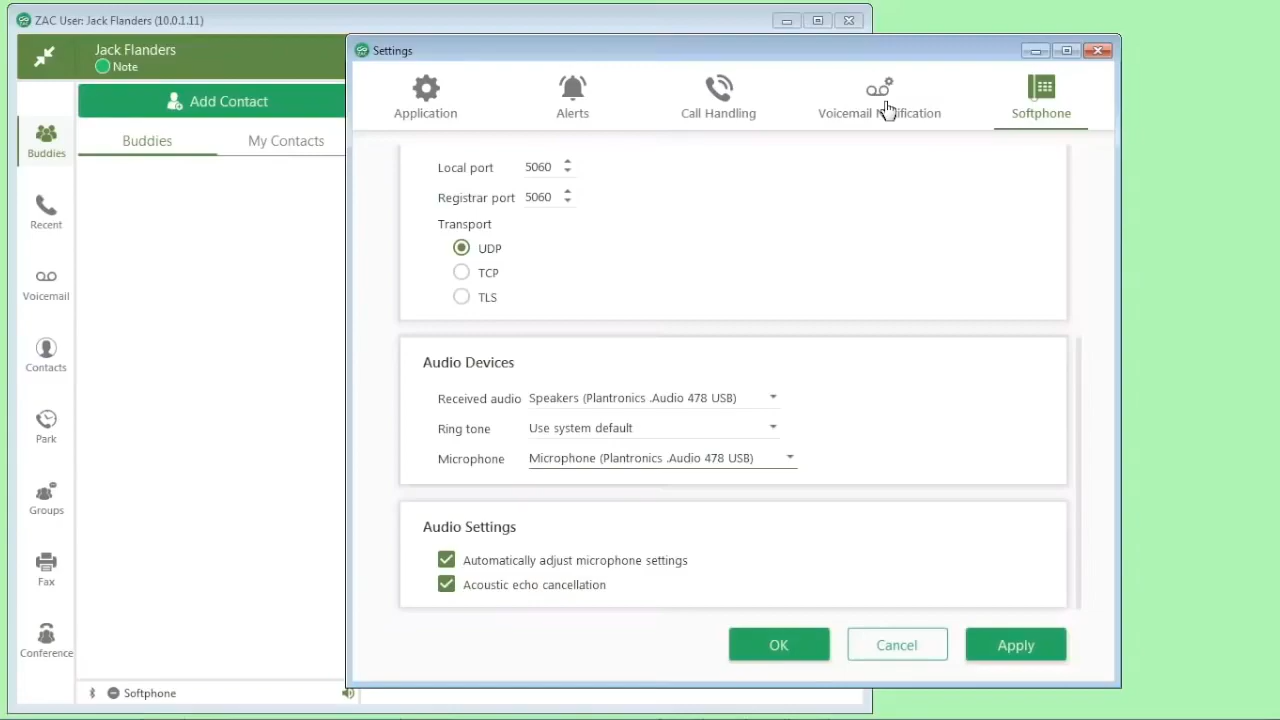 ZAC User: Jack Flanders (10.0.1.11)
Jack Flanders
Note
Add Contact
Buddies
My Contacts
Buddies
Recent
Voicemail
Contacts
Park
Groups
Fax
Conference
Softphone
Settings
Application
Alerts
Call Handling
Voicemail Notification
Softphone
Local port 5060
Registrar port 5060
Transport
UDP
TCP
TLS
Audio Devices
Received audio Speakers (Plantronics .Audio 478 USB)
Ring tone Use system default
Microphone Microphone (Plantronics .Audio 478 USB)
Audio Settings
Automatically adjust microphone settings
Acoustic echo cancellation
OK
Cancel
Apply